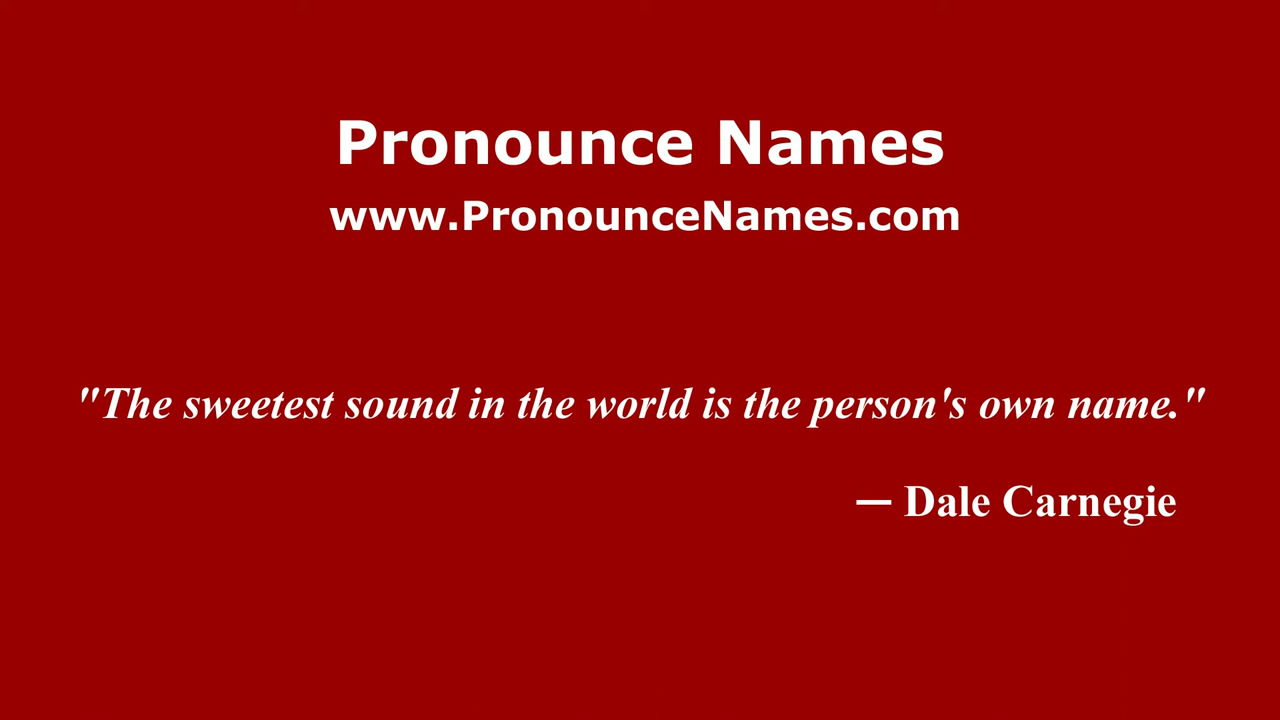 Pronounce Names
www.PronounceNames.com
"The sweetest sound in the world is the person's own name."
— Dale Carnegie